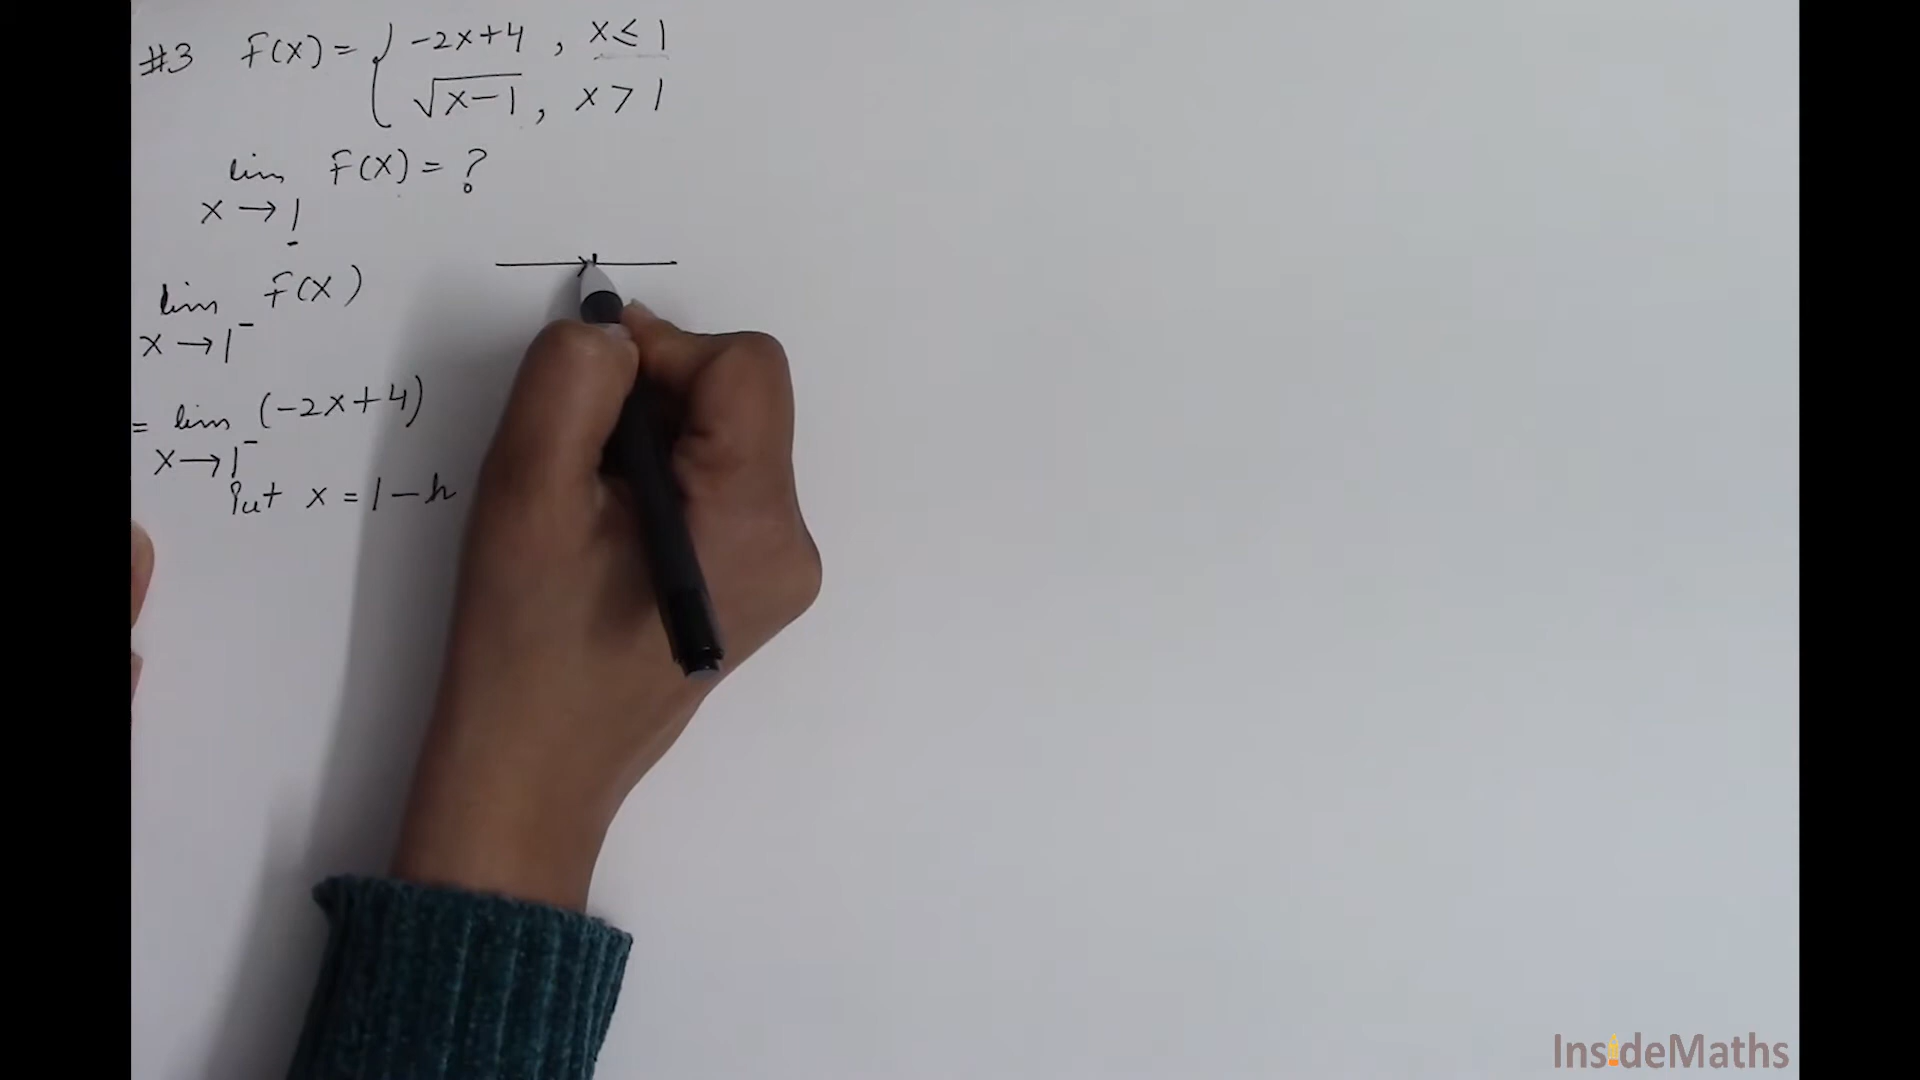 #3 F(x) = { -2x+4 , x ≤ 1
√(x-1) , x > 1
lim F(x) = ?
x → 1
lim F(x)
x → 1⁻
= lim (-2x+4)
x → 1⁻
Put x = 1-h
InsideMaths